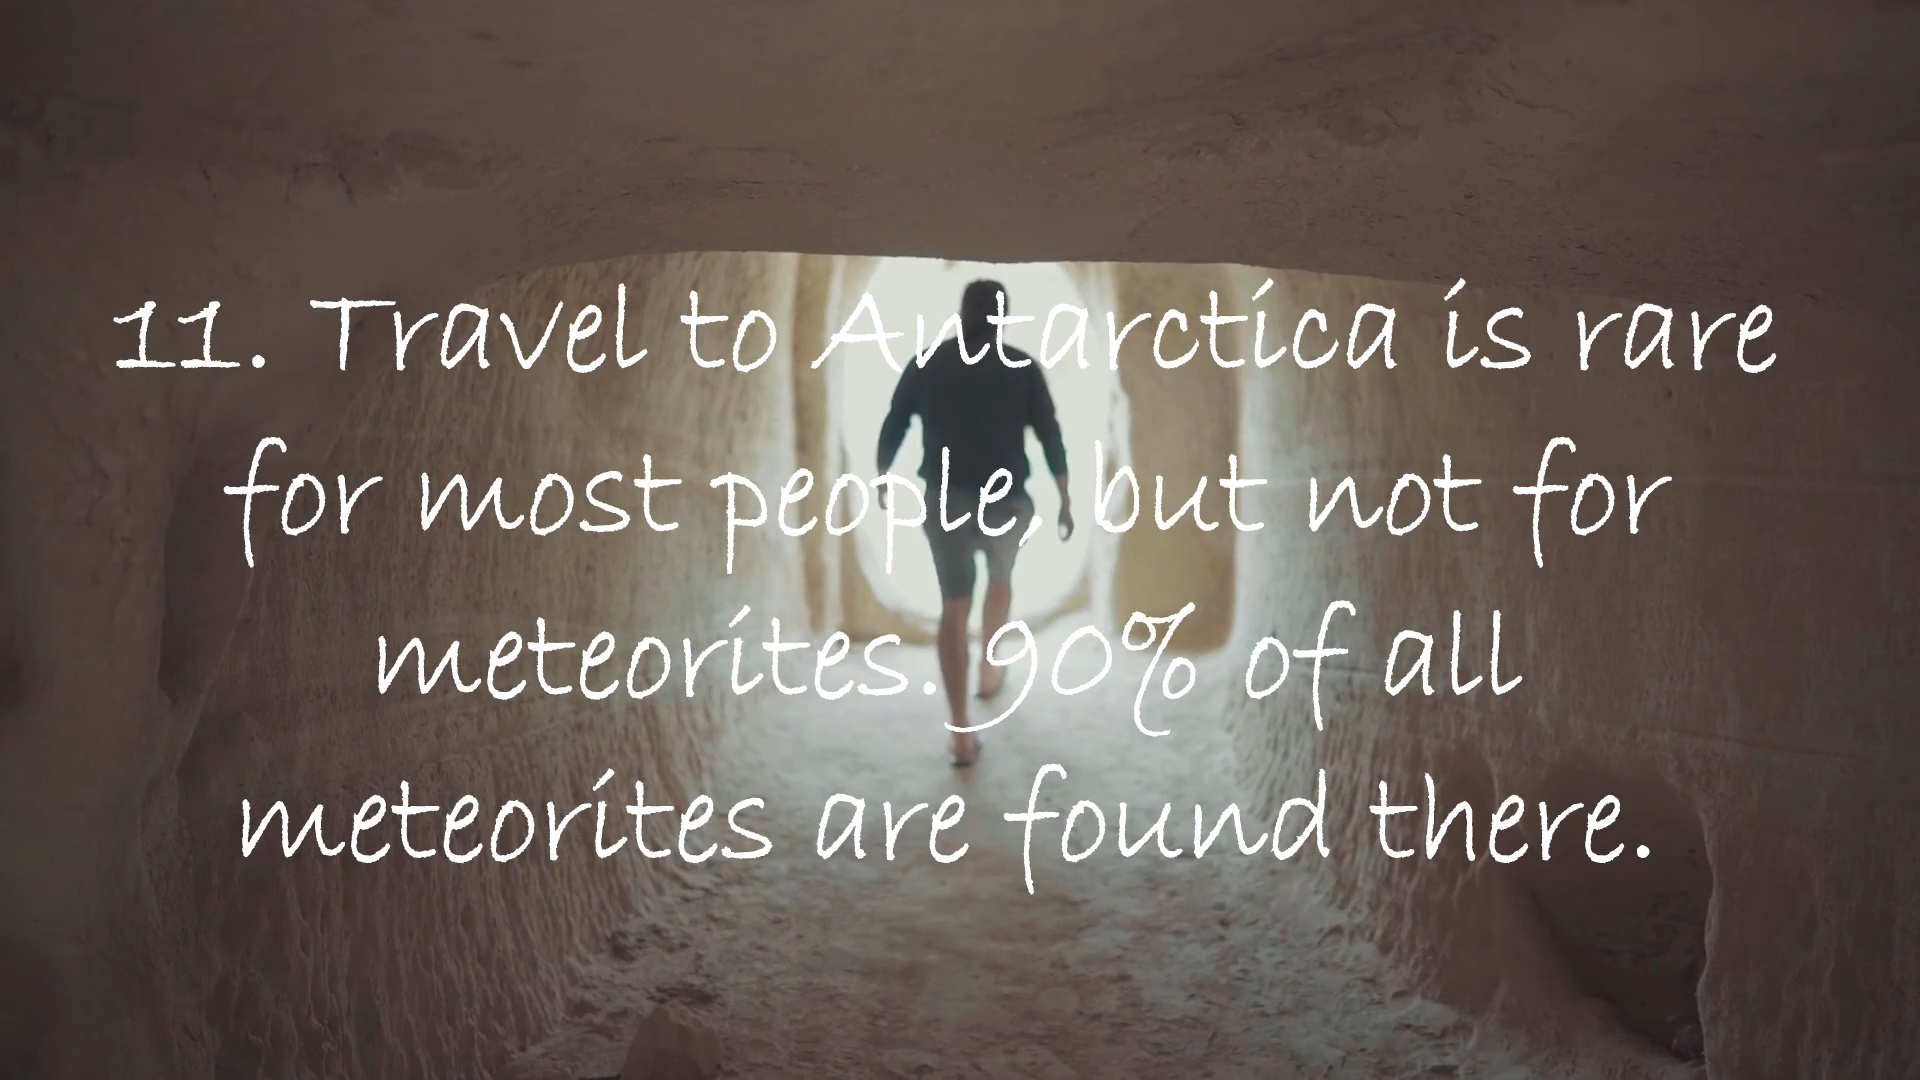 11. Travel to Antarctica is rare
for most people, but not for
meteorites. 90% of all
meteorites are found there.